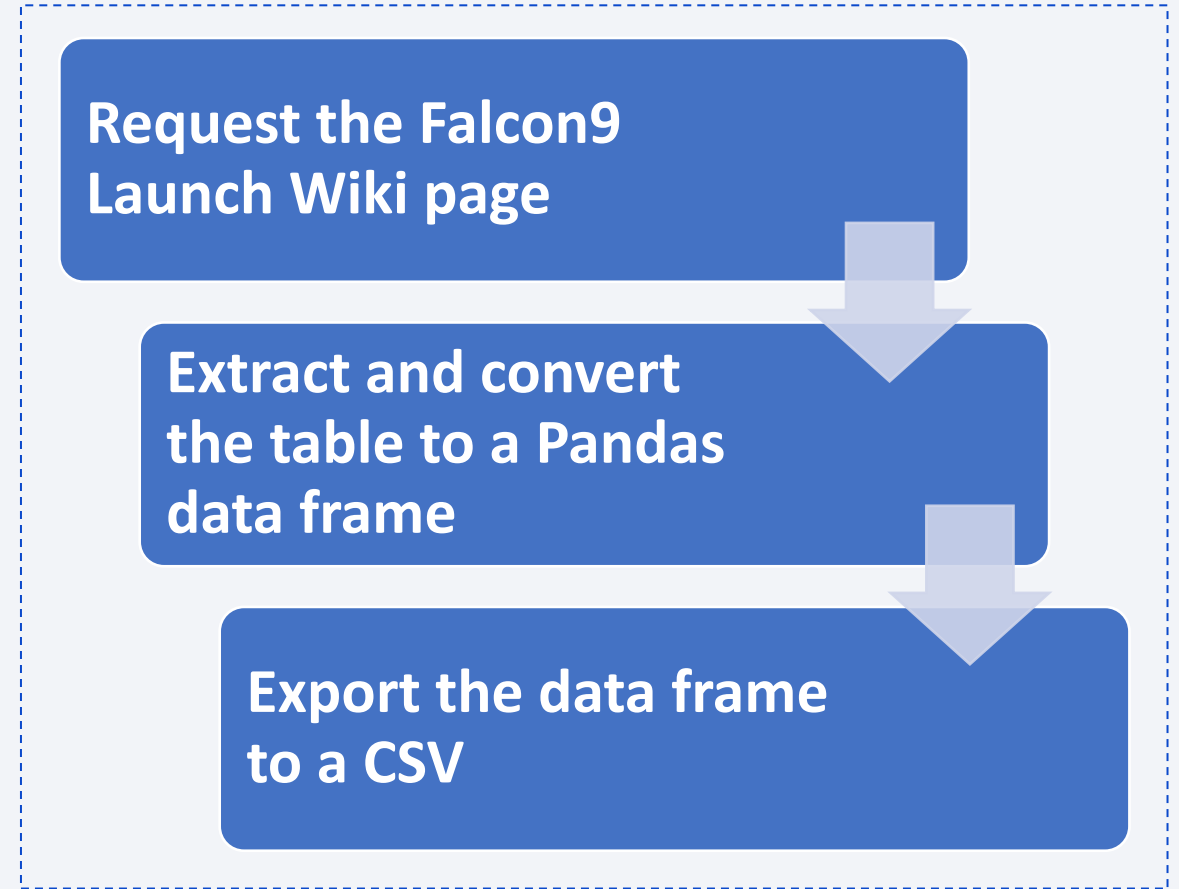 Request the Falcon9
Launch Wiki page
Extract and convert
the table to a Pandas
data frame
Export the data frame
to a CSV